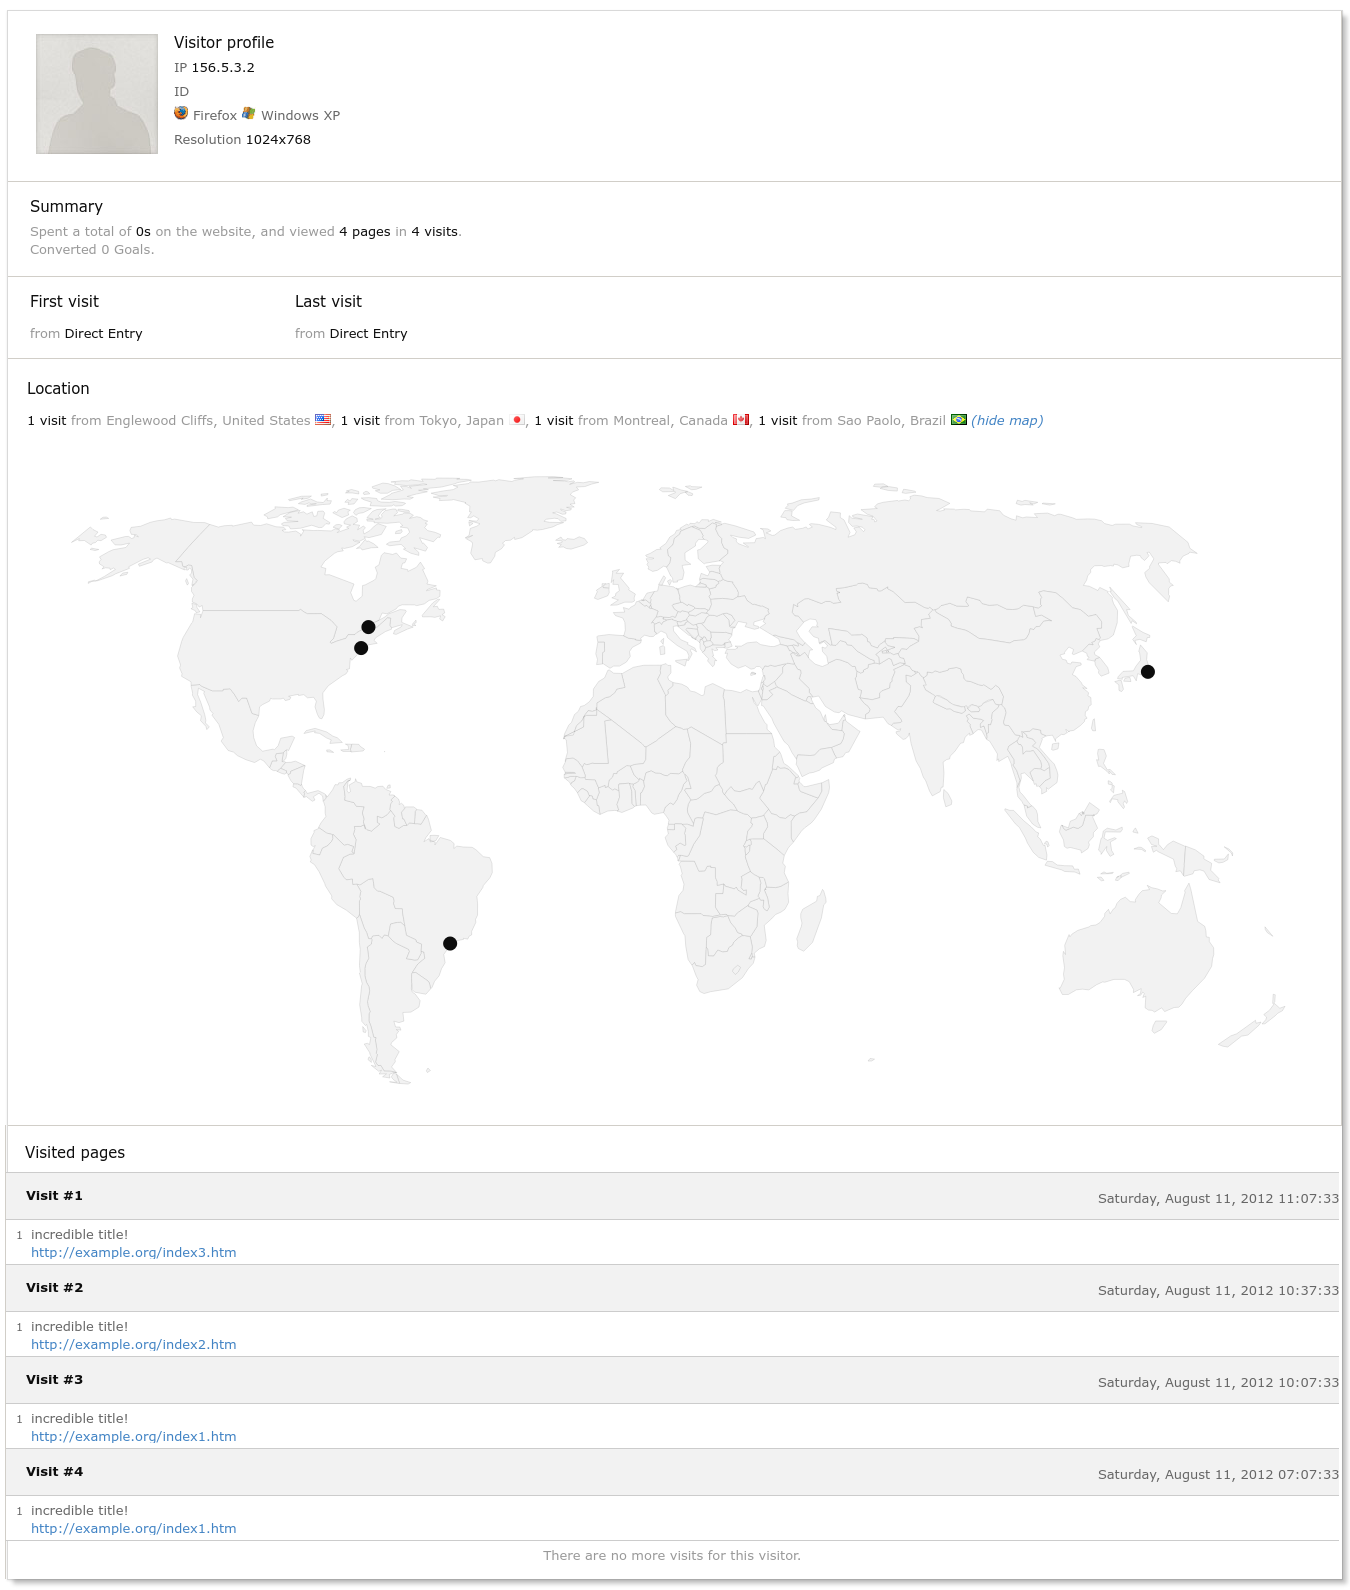 Visitor profile
IP 156.5.3.2
ID
Firefox Windows XP
Resolution 1024x768
Summary
Spent a total of 0s on the website, and viewed 4 pages in 4 visits.
Converted 0 Goals.
First visit Last visit
from Direct Entry from Direct Entry
Location
1 visit from Englewood Cliffs, United States , 1 visit from Tokyo, Japan , 1 visit from Montreal, Canada , 1 visit from Sao Paolo, Brazil (hide map)
Visited pages
Visit #1 Saturday, August 11, 2012 11:07:33
1 incredible title!
http://example.org/index3.htm
Visit #2 Saturday, August 11, 2012 10:37:33
1 incredible title!
http://example.org/index2.htm
Visit #3 Saturday, August 11, 2012 10:07:33
1 incredible title!
http://example.org/index1.htm
Visit #4 Saturday, August 11, 2012 07:07:33
1 incredible title!
http://example.org/index1.htm
There are no more visits for this visitor.